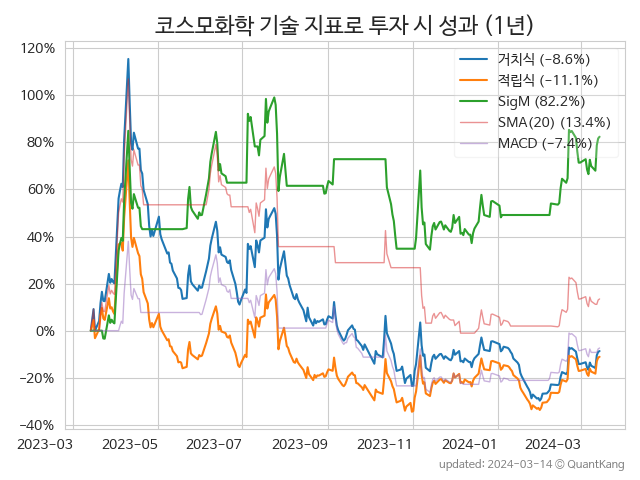 코스모화학 기술 지표로 투자 시 성과 (1년)
거치식 (−8.6%)
적립식 (−11.1%)
SigM (82.2%)
SMA(20) (13.4%)
MACD (−7.4%)
120%
100%
80%
60%
40%
20%
0%
−20%
−40%
2023-03 2023-05 2023-07 2023-09 2023-11 2024-01 2024-03
updated: 2024-03-14 © QuantKang